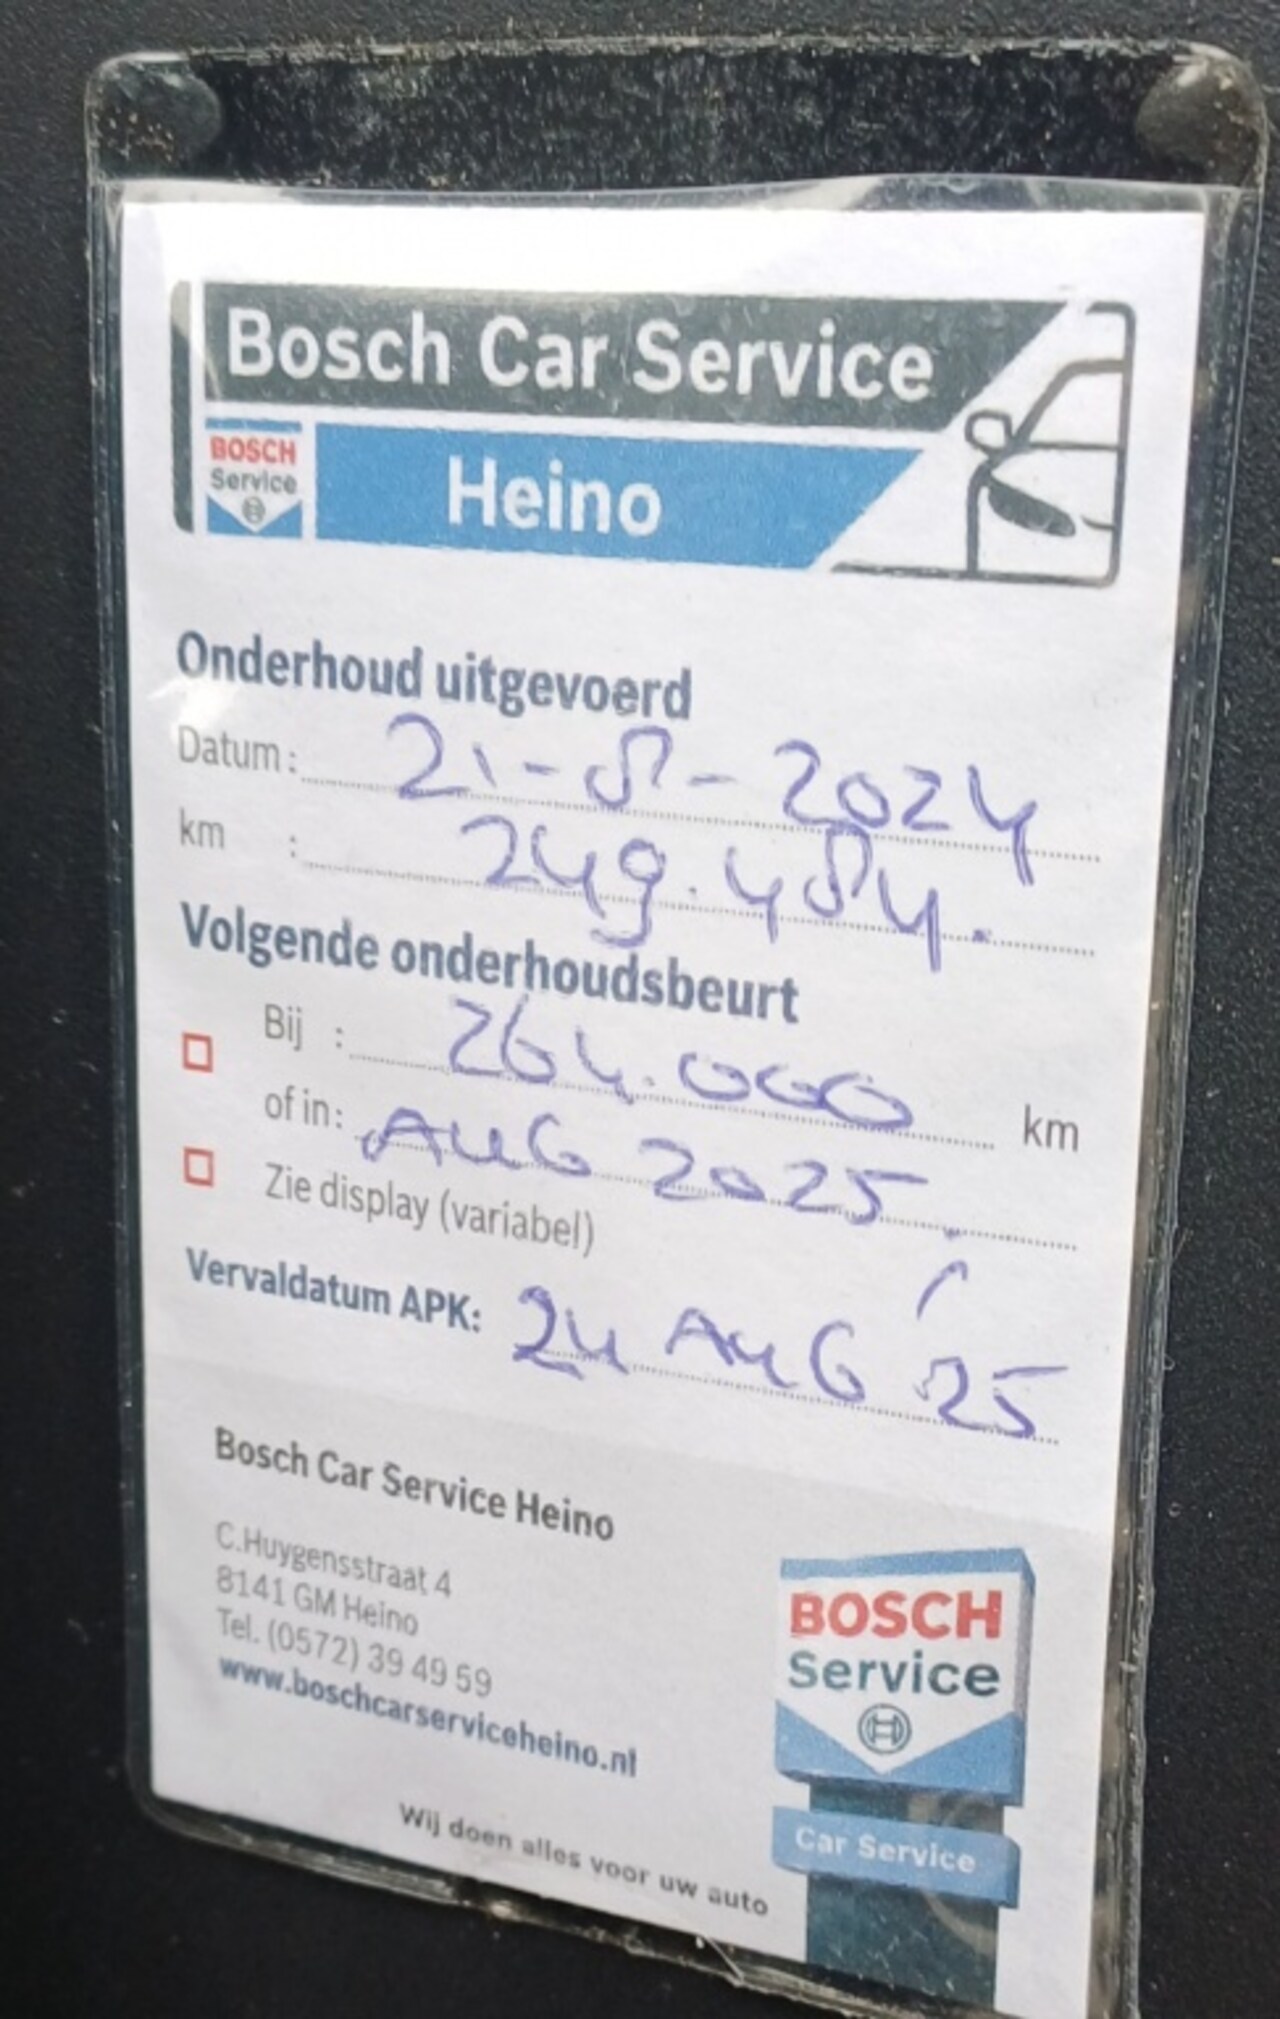 Bosch Car Service
BOSCH
Service
Heino
Onderhoud uitgevoerd
Datum: 21-8-2024
km : 249.484.
Volgende onderhoudsbeurt
Bij : 264.000 km
of in: AUG 2025
Zie display (variabel)
Vervaldatum APK: 24 AUG '25
Bosch Car Service Heino
C.Huygensstraat 4
8141 GM Heino
Tel. (0572) 39 49 59
www.boschcarserviceheino.nl
Wij doen alles voor uw auto
BOSCH
Service
Car Service